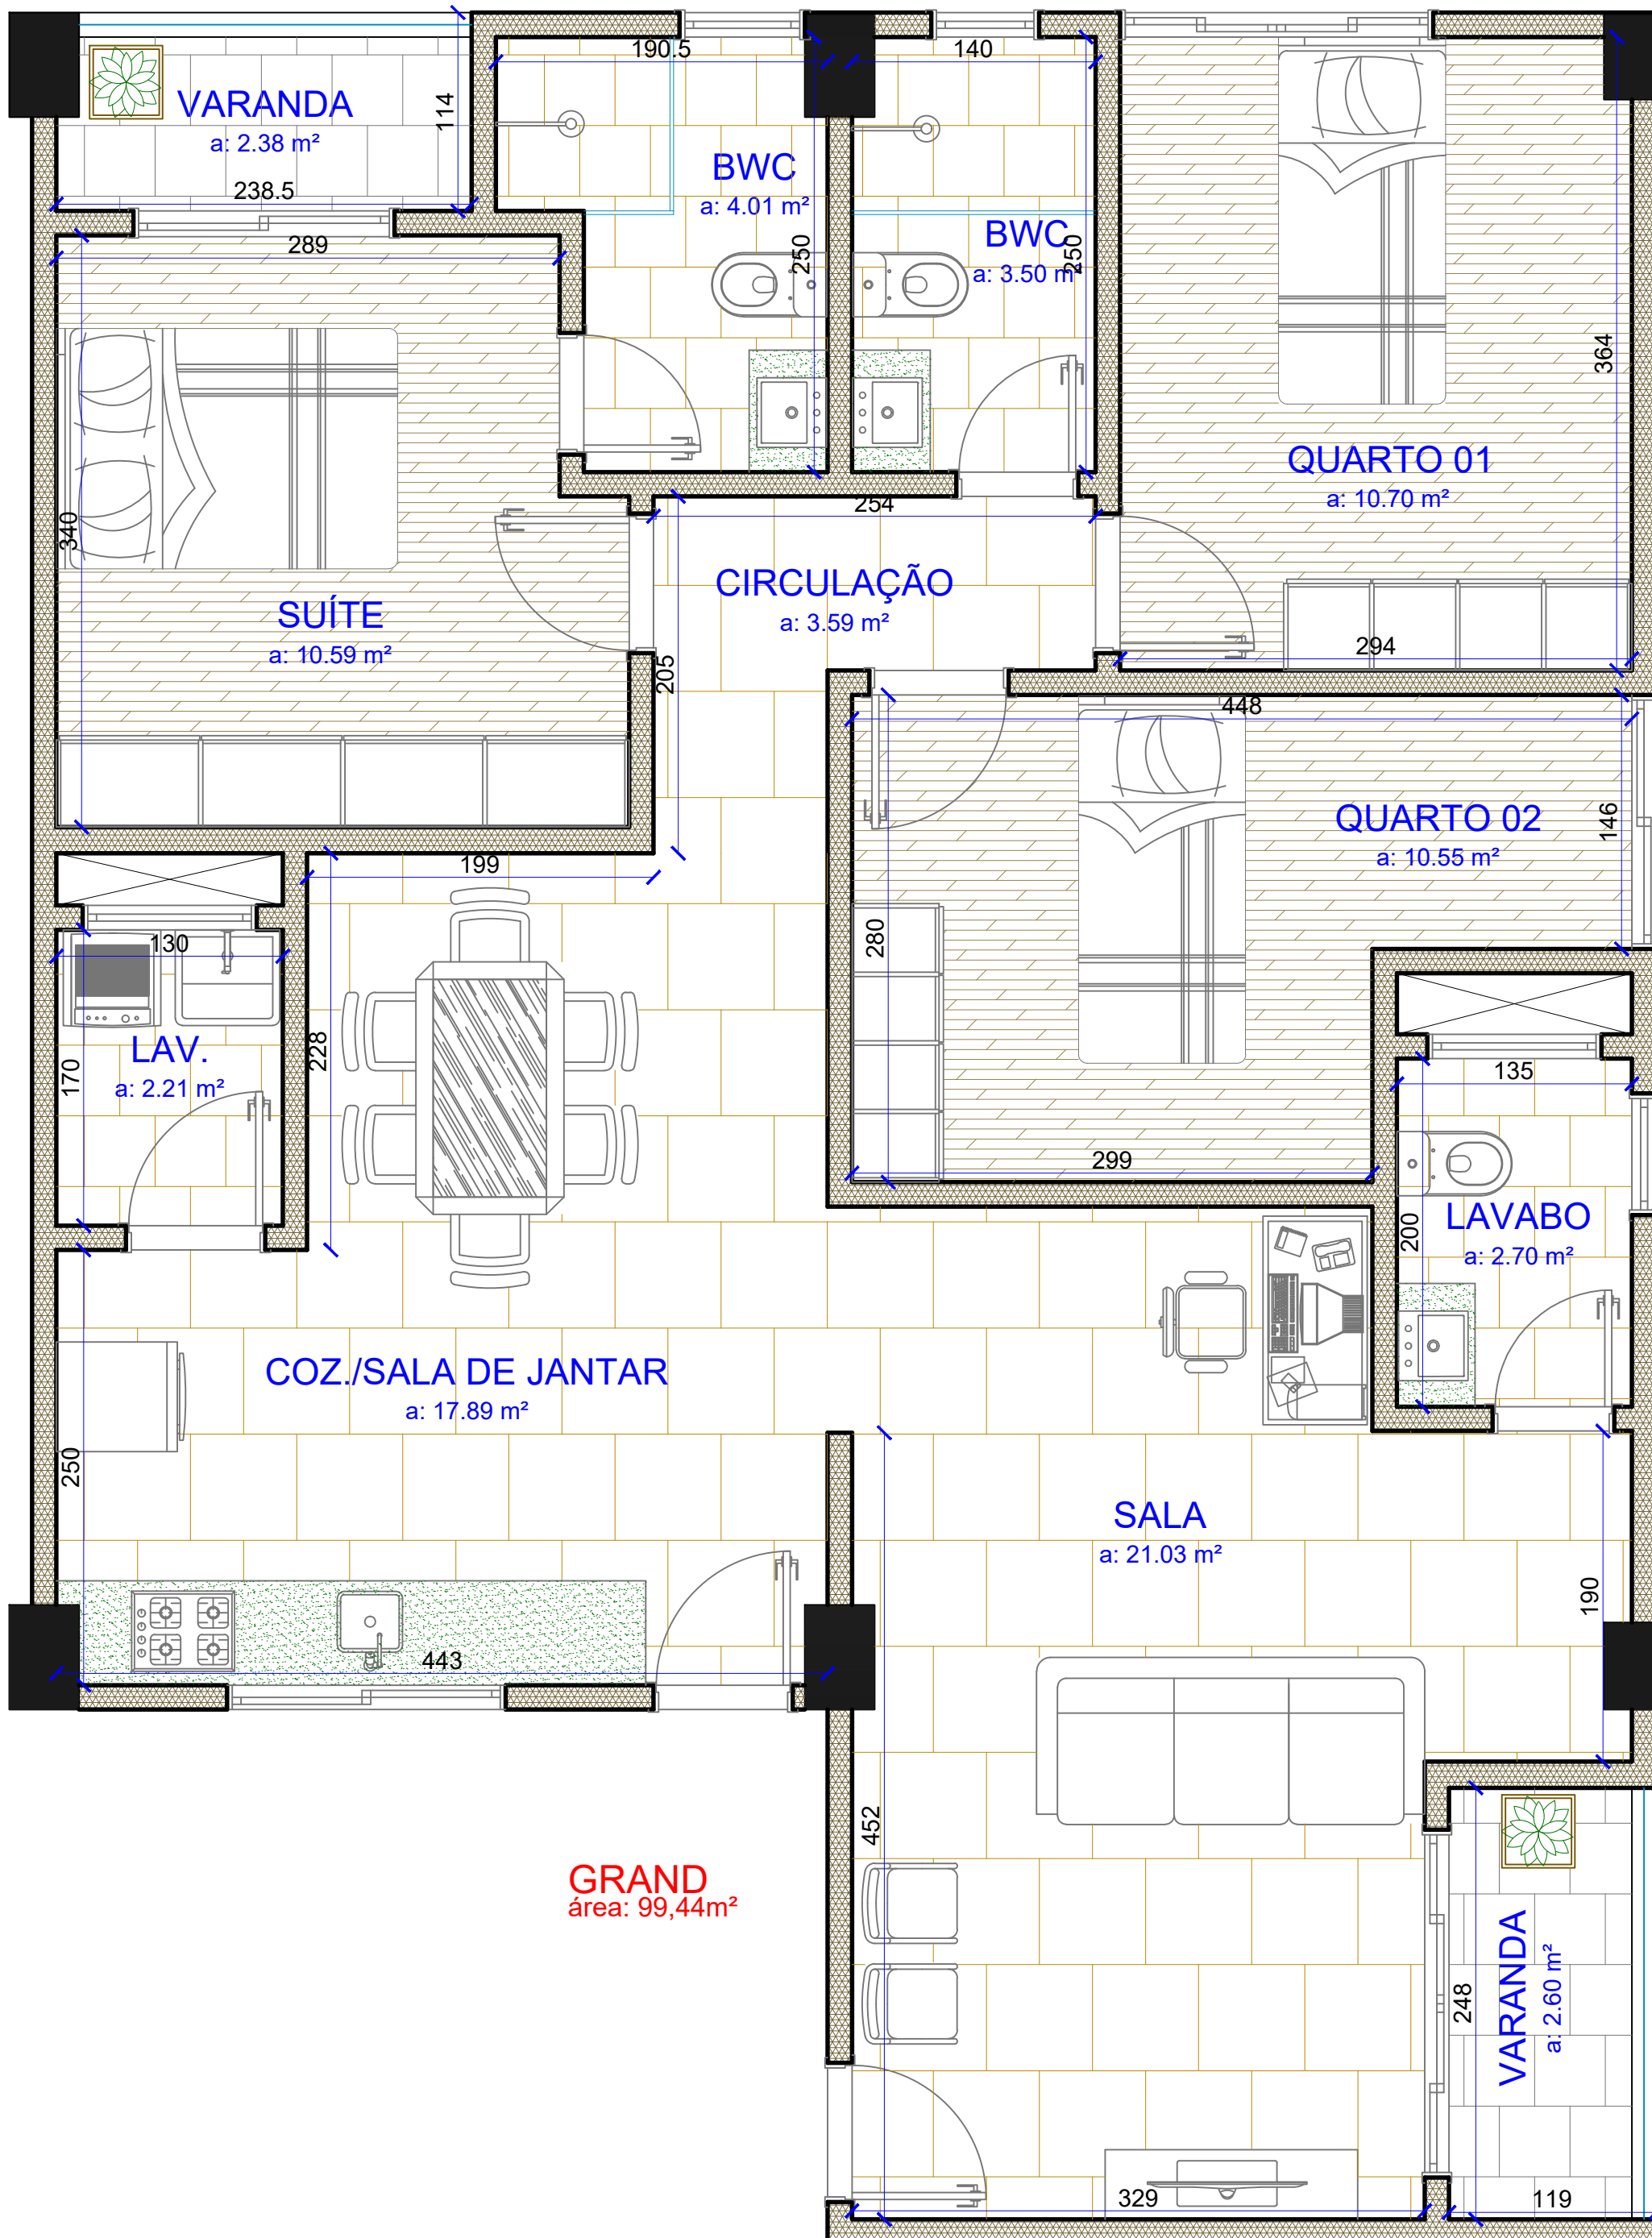 190.5
140
VARANDA
a: 2.38 m²
114
238.5
BWC
a: 4.01 m²
250
BWC
a: 3.50 m²
250
289
364
QUARTO 01
a: 10.70 m²
294
340
SUÍTE
a: 10.59 m²
254
CIRCULAÇÃO
a: 3.59 m²
205
448
QUARTO 02
a: 10.55 m²
146
280
299
199
130
LAV.
a: 2.21 m²
170
228
135
LAVABO
a: 2.70 m²
200
COZ./SALA DE JANTAR
a: 17.89 m²
250
443
SALA
a: 21.03 m²
190
452
GRAND
área: 99,44m²
VARANDA
a: 2.60 m²
248
329
119